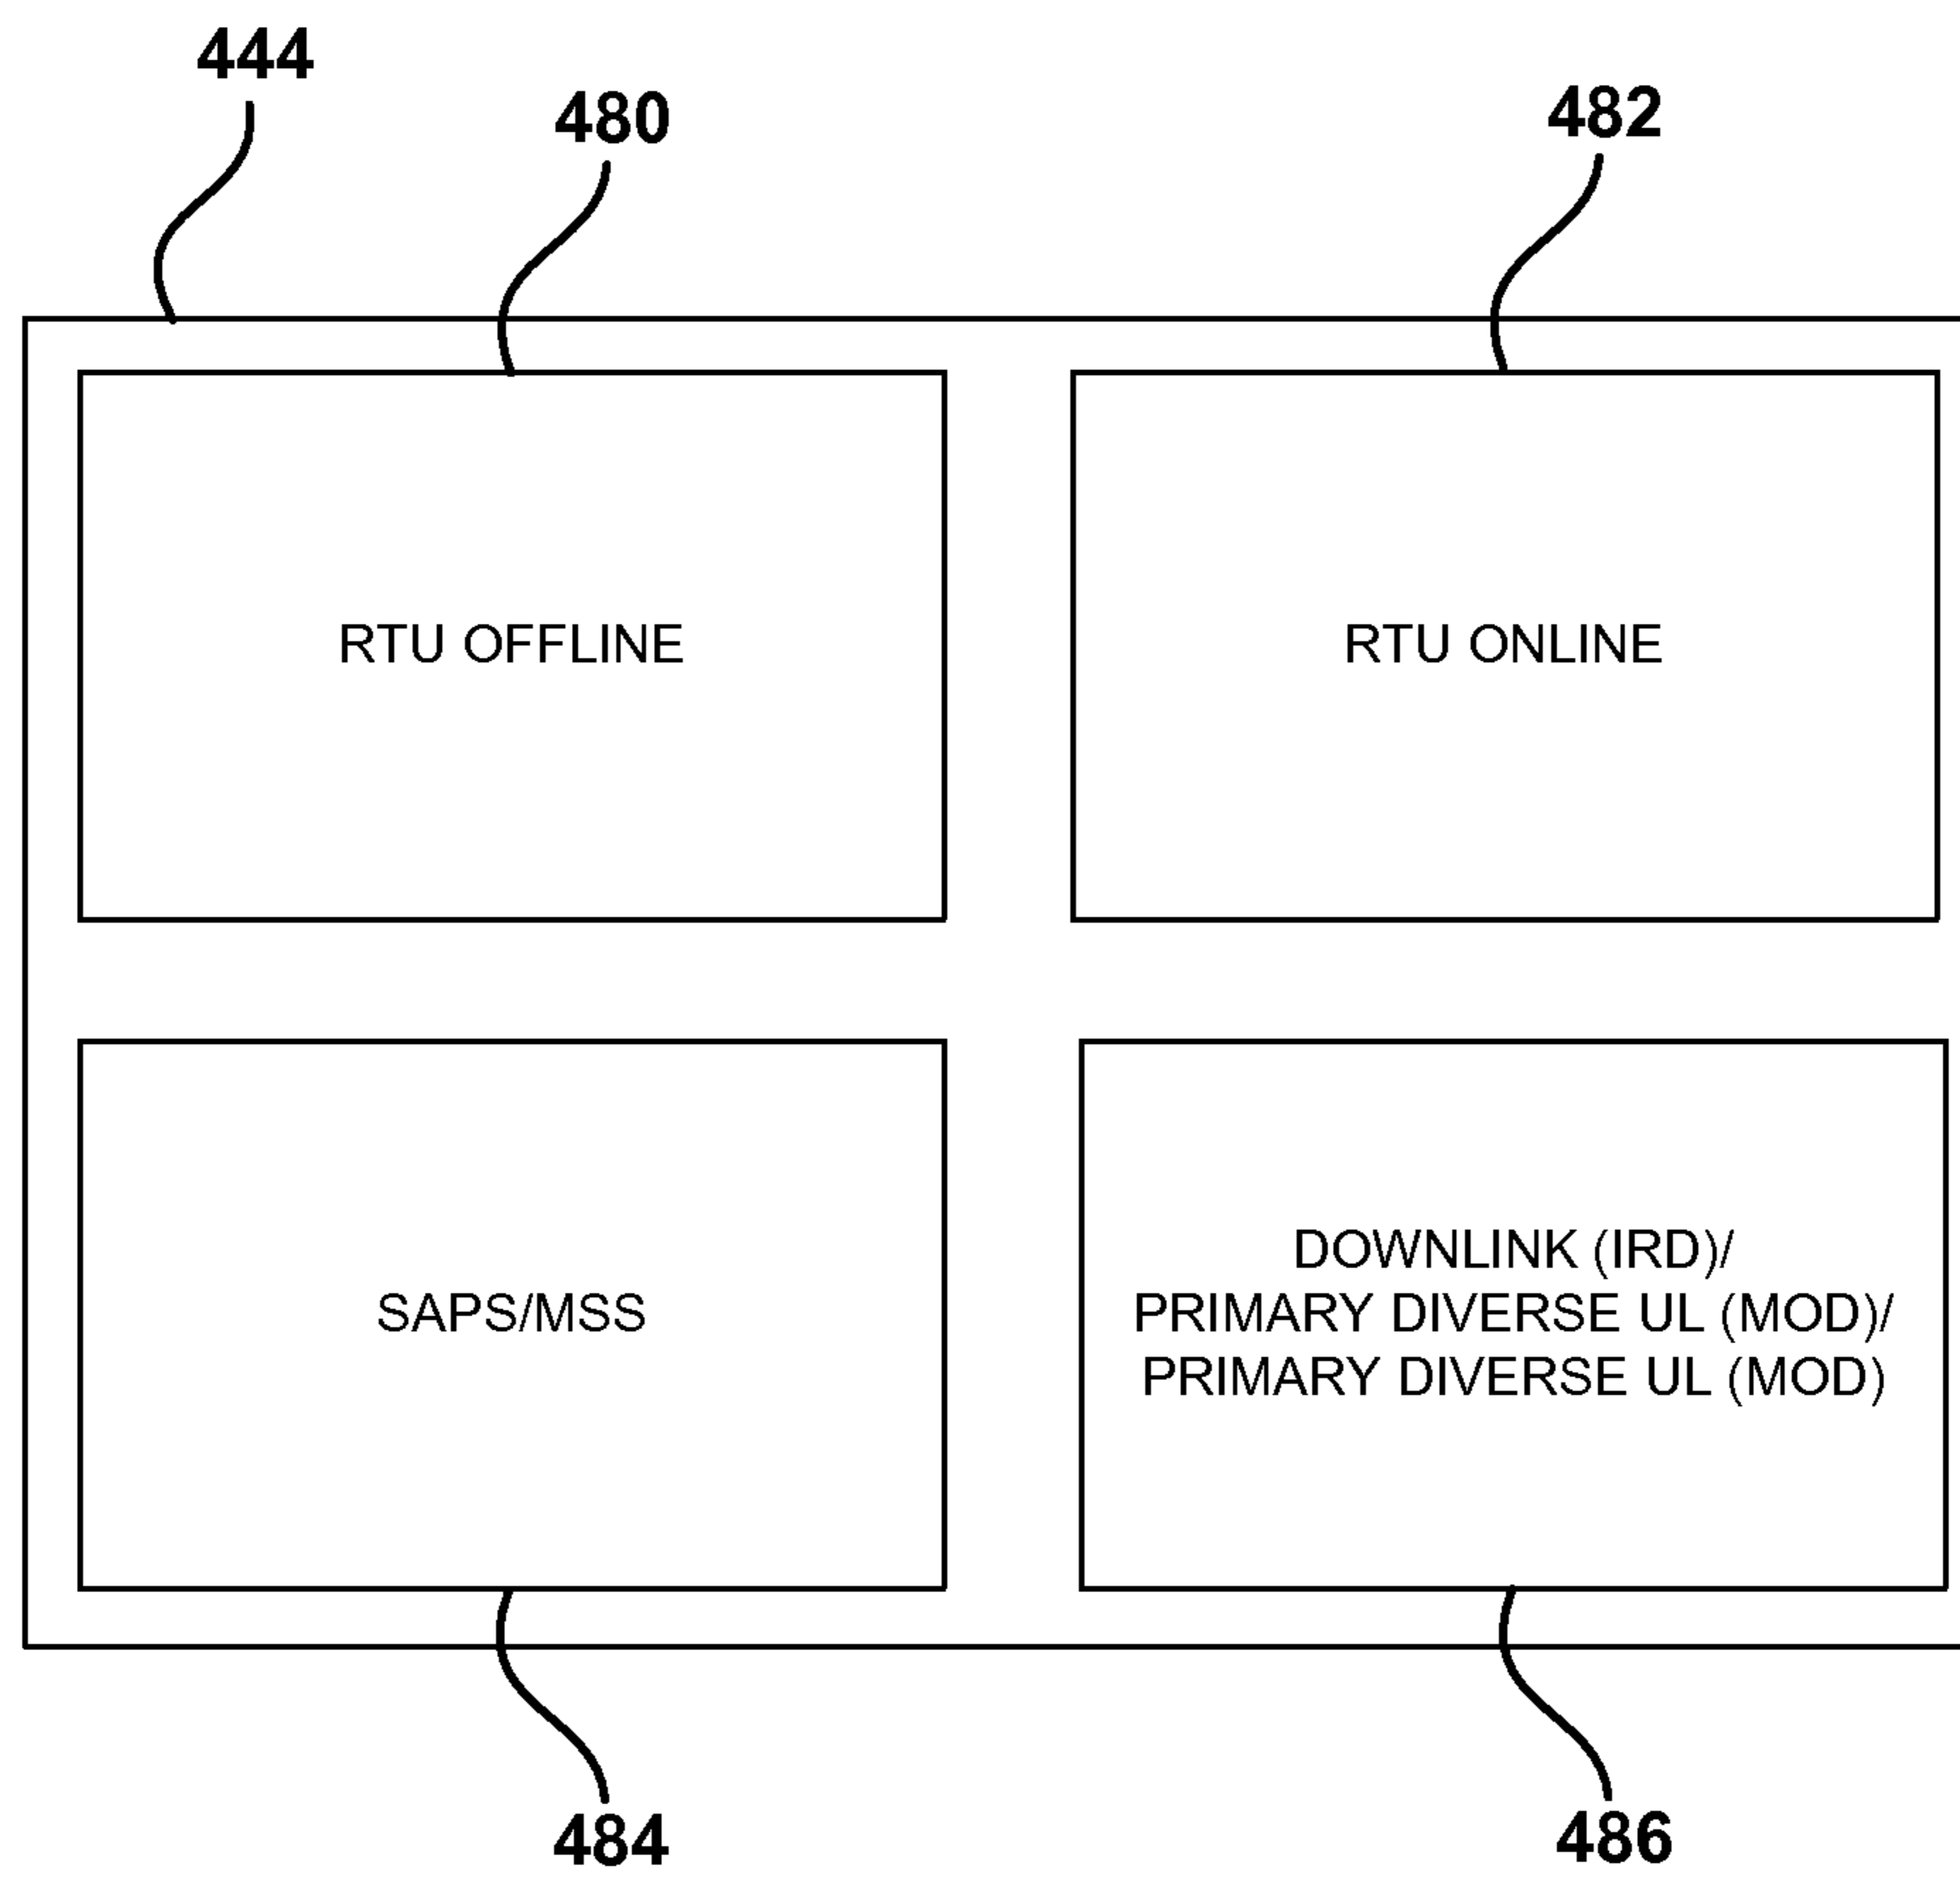 444
480
482
RTU OFFLINE
RTU ONLINE
SAPS/MSS
DOWNLINK (IRD)/
PRIMARY DIVERSE UL (MOD)/
PRIMARY DIVERSE UL (MOD)
484
486